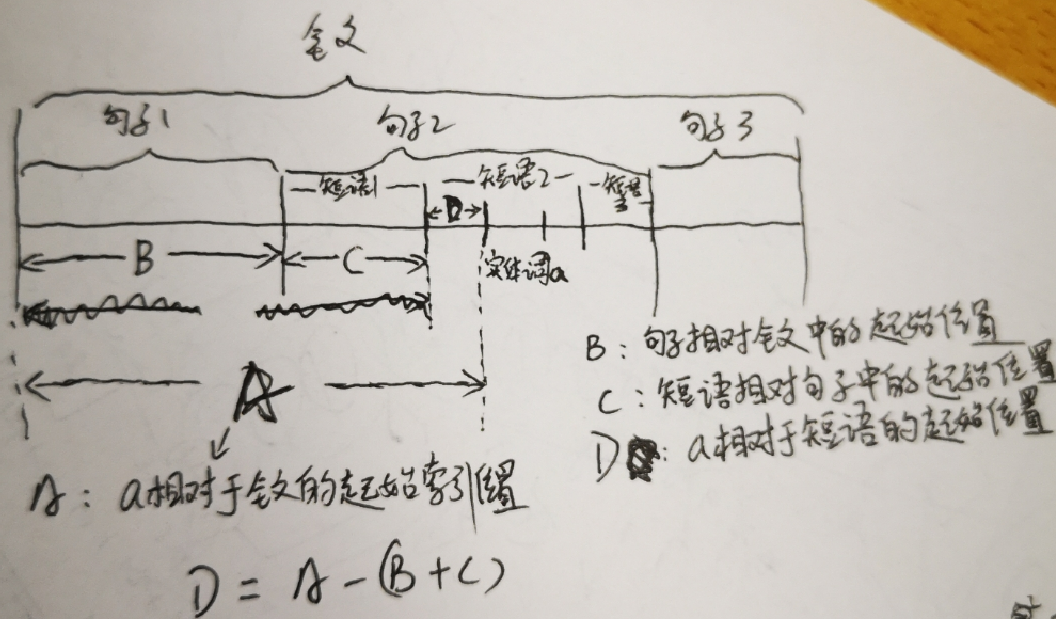 全文
句子1 句子2 句子3
短语1 短语2 短语3
D
B C 实体词a
B：句子相对全文中的起始位置
A C：短语相对句子中的起始位置
D：a相对于短语的起始位置
A：a相对于全文的起始索引位置
D = A - (B + C)